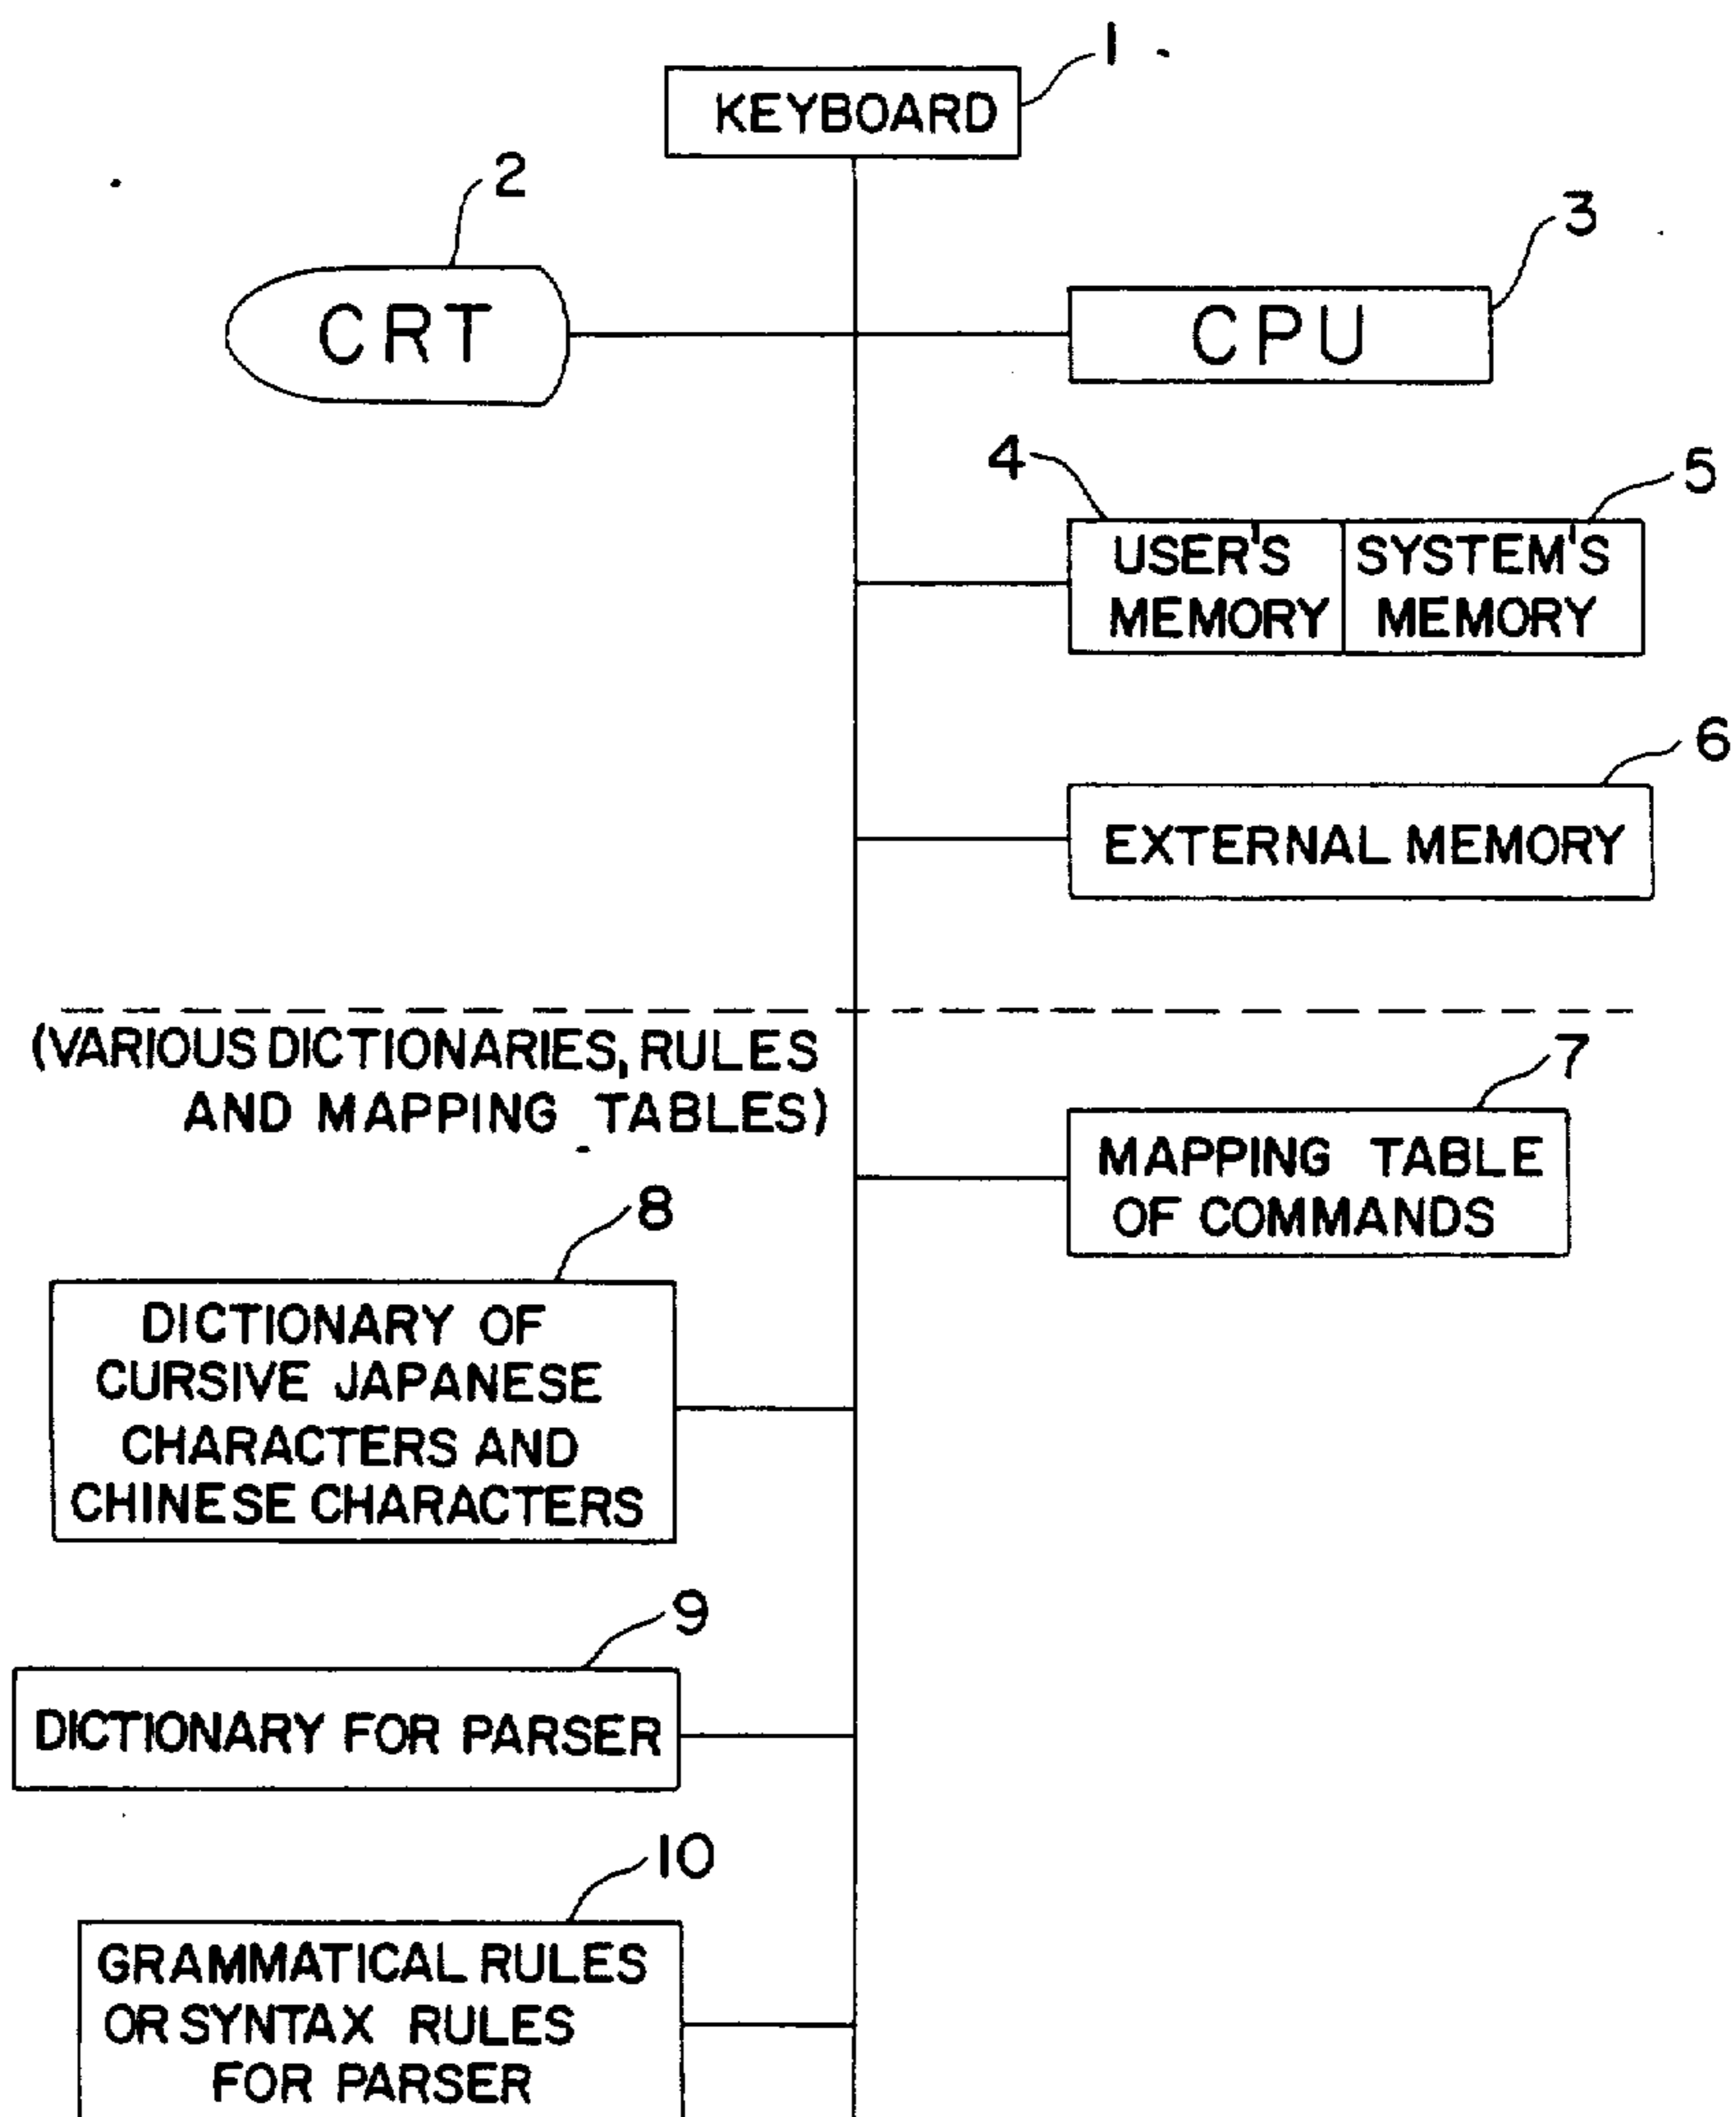 1
KEYBOARD
2
CRT
3
CPU
4
5
USER'S
MEMORY
SYSTEM'S
MEMORY
6
EXTERNAL MEMORY
(VARIOUS DICTIONARIES, RULES
AND MAPPING TABLES)
7
MAPPING TABLE
OF COMMANDS
8
DICTIONARY OF
CURSIVE JAPANESE
CHARACTERS AND
CHINESE CHARACTERS
9
DICTIONARY FOR PARSER
10
GRAMMATICAL RULES
OR SYNTAX RULES
FOR PARSER